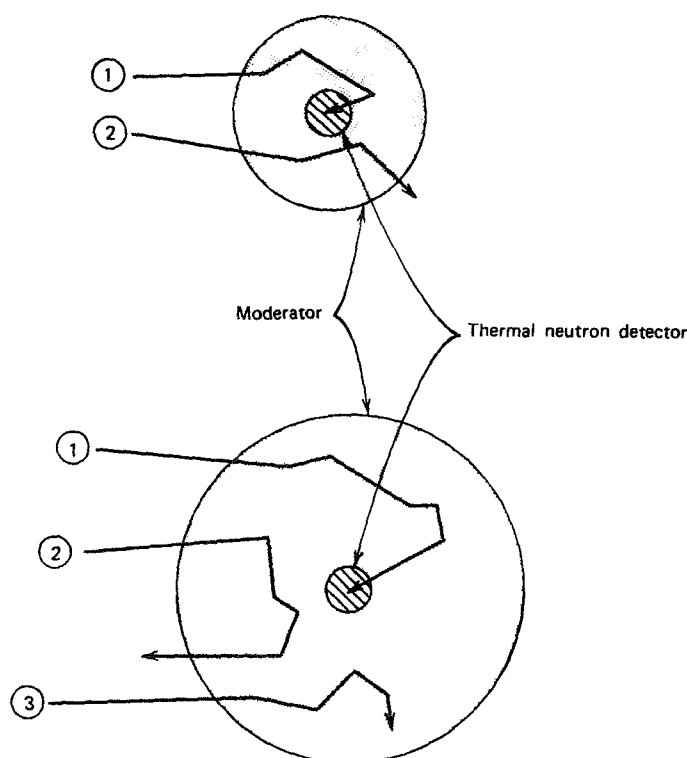 ①
②
Moderator
Thermal neutron detector
①
②
③